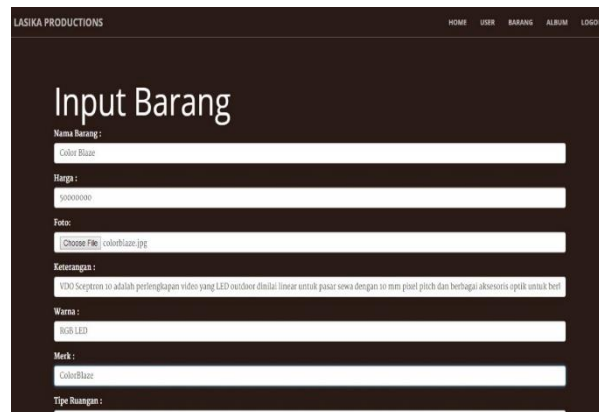 LASIKA PRODUCTIONS
HOME USER BARANG ALBUM LOGO
Input Barang
Nama Barang :
Color Blaze
Harga :
50000000
Foto:
Choose File colorblaze.jpg
Keterangan :
VDO Sceptron 10 adalah perlengkapan video yang LED outdoor dinilai linear untuk pasar sewa dengan 10 mm pixel pitch dan berbagai aksesoris optik untuk berl
Warna :
RGB LED
Merk :
ColorBlaze
Tipe Ruangan :